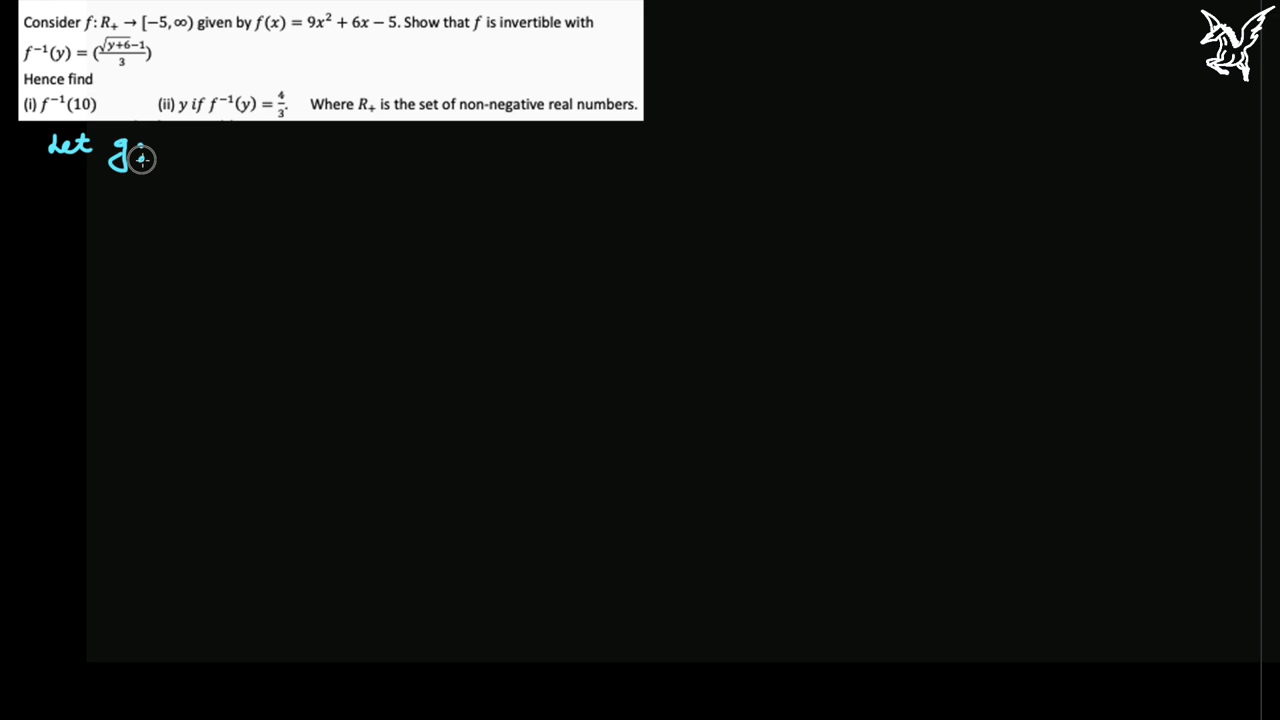 Consider f: R₊ → [−5, ∞) given by f(x) = 9x² + 6x − 5. Show that f is invertible with
f⁻¹(y) = (√(y+6)−1 / 3)
Hence find
(i) f⁻¹(10) (ii) y if f⁻¹(y) = 4/3. Where R₊ is the set of non-negative real numbers.
Let g: